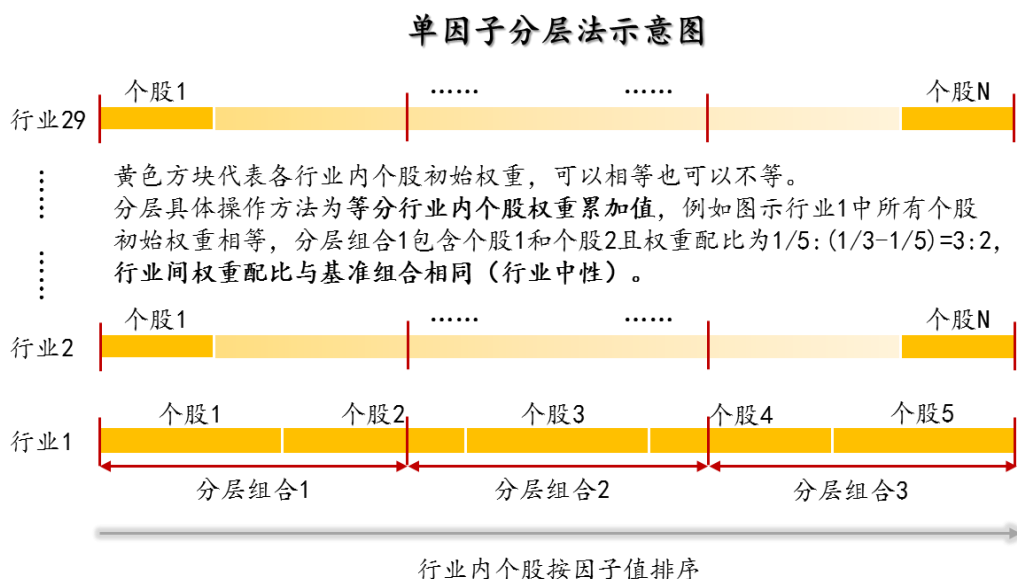 单因子分层法示意图
个股1 …… …… 个股N
行业29
……
黄色方块代表各行业内个股初始权重，可以相等也可以不等。
分层具体操作方法为等分行业内个股权重累加值，例如图示行业1中所有个股
初始权重相等，分层组合1包含个股1和个股2且权重配比为1/5:(1/3-1/5)=3:2，
行业间权重配比与基准组合相同（行业中性）。
……
个股1 …… …… 个股N
行业2
个股1 个股2 个股3 个股4 个股5
行业1
分层组合1 分层组合2 分层组合3
行业内个股按因子值排序